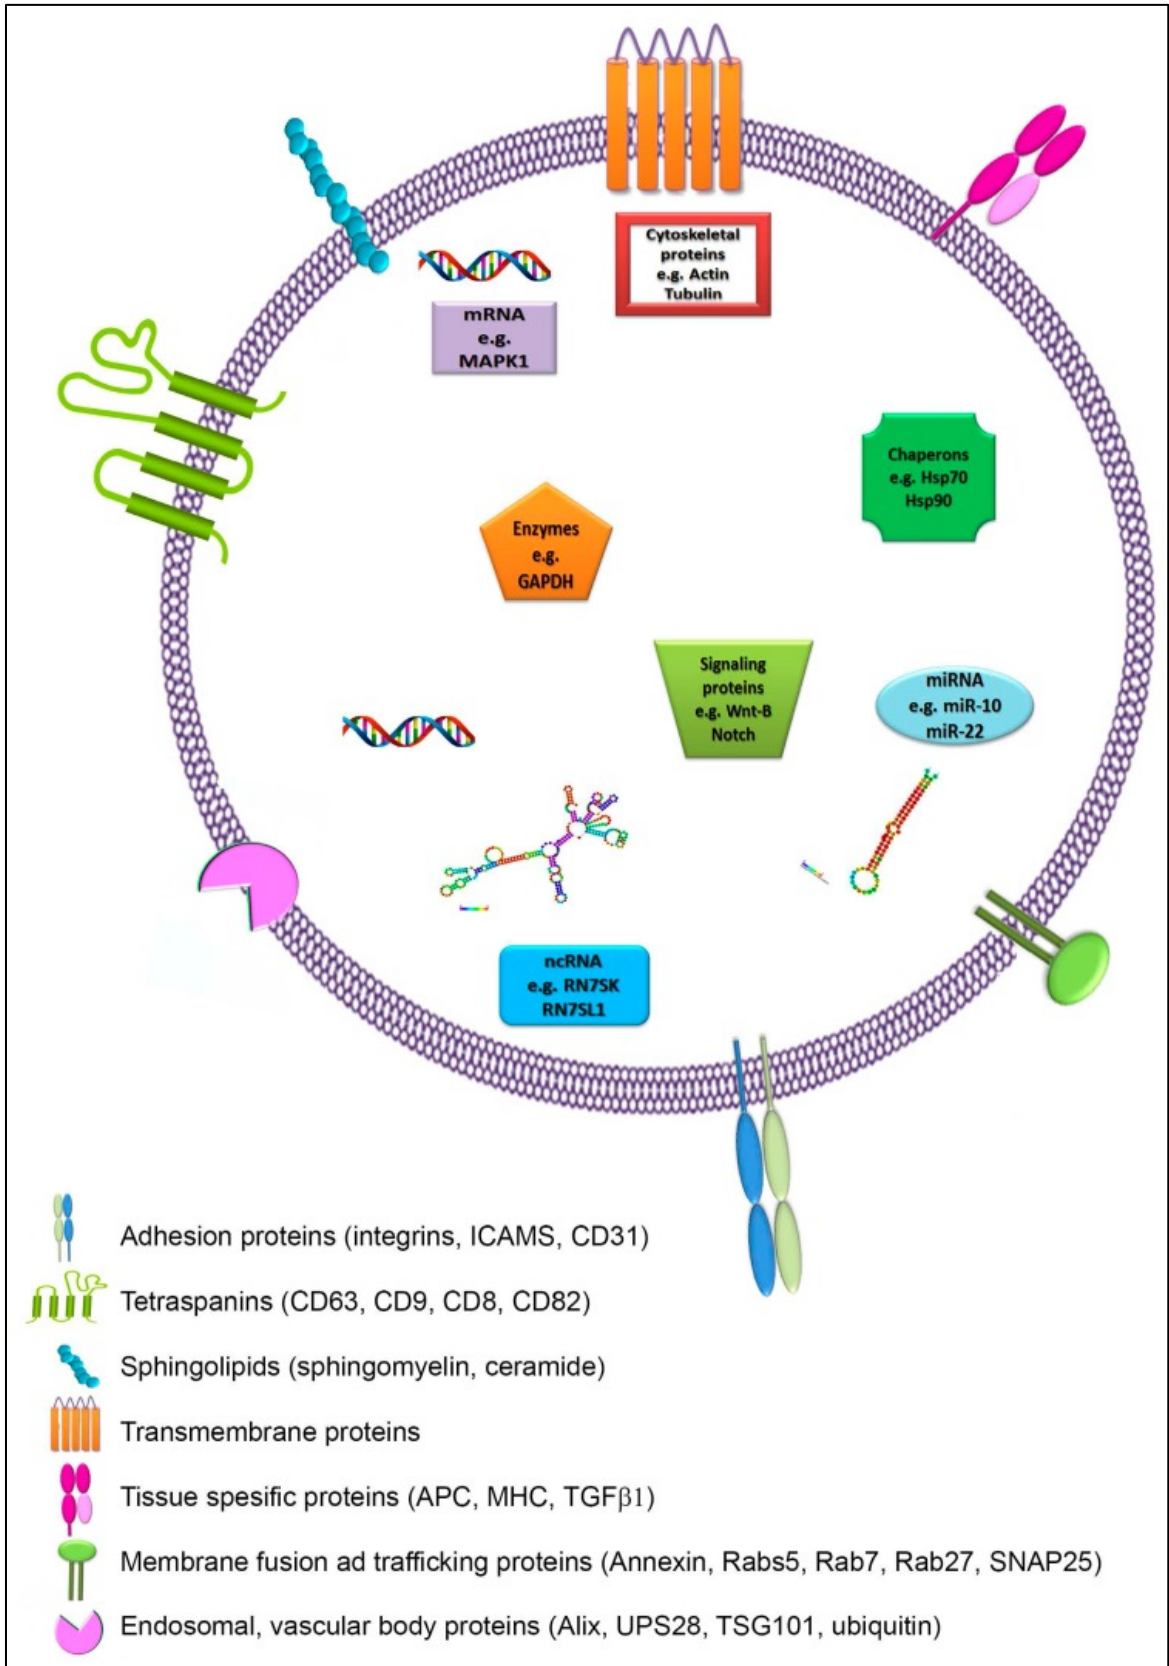 Cytoskeletal
proteins
e.g. Actin
Tubulin
mRNA
e.g.
MAPK1
Chaperons
e.g. Hsp70
Hsp90
Enzymes
e.g.
GAPDH
Signaling
proteins
e.g. Wnt-B
Notch
miRNA
e.g. miR-10
miR-22
ncRNA
e.g. RN7SK
RN7SL1
Adhesion proteins (integrins, ICAMS, CD31)
Tetraspanins (CD63, CD9, CD8, CD82)
Sphingolipids (sphingomyelin, ceramide)
Transmembrane proteins
Tissue spesific proteins (APC, MHC, TGFβ1)
Membrane fusion ad trafficking proteins (Annexin, Rabs5, Rab7, Rab27, SNAP25)
Endosomal, vascular body proteins (Alix, UPS28, TSG101, ubiquitin)